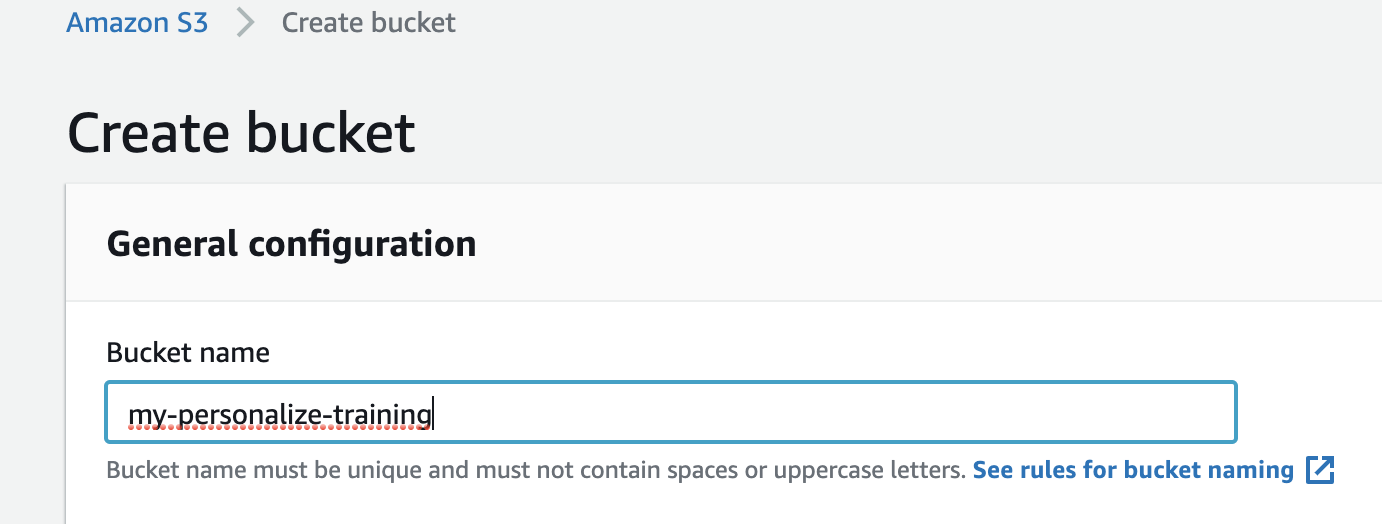 Amazon S3 Create bucket
Create bucket
General configuration
Bucket name
my-personalize-training
Bucket name must be unique and must not contain spaces or uppercase letters. See rules for bucket naming